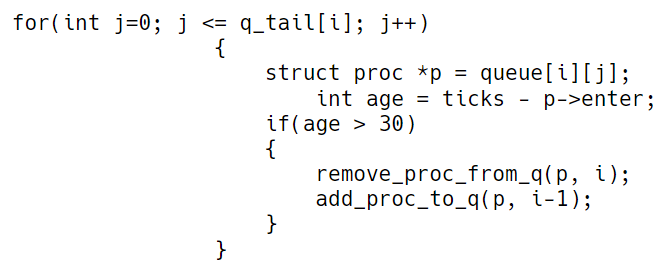 for(int j=0; j <= q_tail[i]; j++)
{
struct proc *p = queue[i][j];
int age = ticks - p->enter;
if(age > 30)
{
remove_proc_from_q(p, i);
add_proc_to_q(p, i-1);
}
}